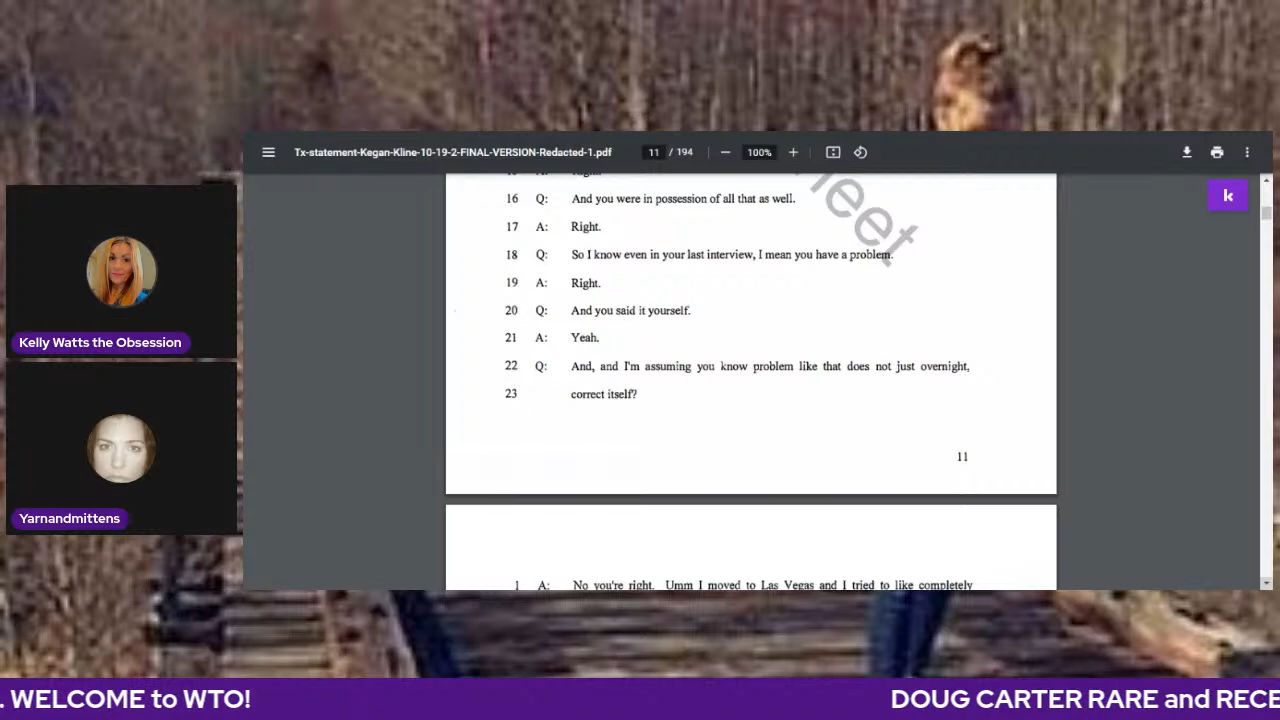 Tx-statement-Kegan-Kline-10-19-2-FINAL-VERSION-Redacted-1.pdf 11 / 194 100%
k
16 Q: And you were in possession of all that as well.
17 A: Right.
18 Q: So I know even in your last interview, I mean you have a problem.
19 A: Right.
20 Q: And you said it yourself.
21 A: Yeah.
22 Q: And, and I'm assuming you know problem like that does not just overnight,
23 correct itself?
11
1 A: No you're right. Umm I moved to Las Vegas and I tried to like completely
Kelly Watts the Obsession
Yarnandmittens
. WELCOME to WTO!
DOUG CARTER RARE and RECE